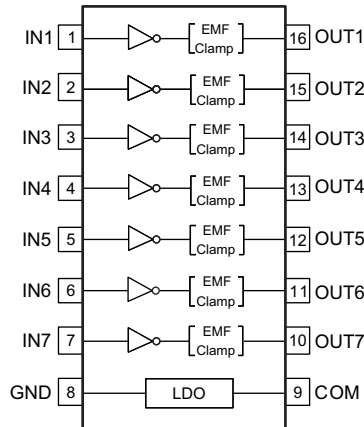 IN1 1 EMF Clamp 16 OUT1
IN2 2 EMF Clamp 15 OUT2
IN3 3 EMF Clamp 14 OUT3
IN4 4 EMF Clamp 13 OUT4
IN5 5 EMF Clamp 12 OUT5
IN6 6 EMF Clamp 11 OUT6
IN7 7 EMF Clamp 10 OUT7
GND 8 LDO 9 COM